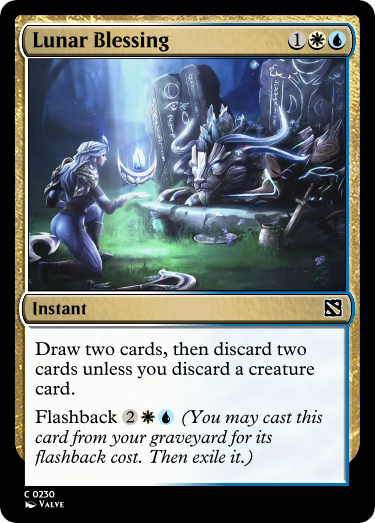 Lunar Blessing 1
Instant
Draw two cards, then discard two
cards unless you discard a creature
card.
Flashback 2 (You may cast this
card from your graveyard for its
flashback cost. Then exile it.)
C 0230
Valve